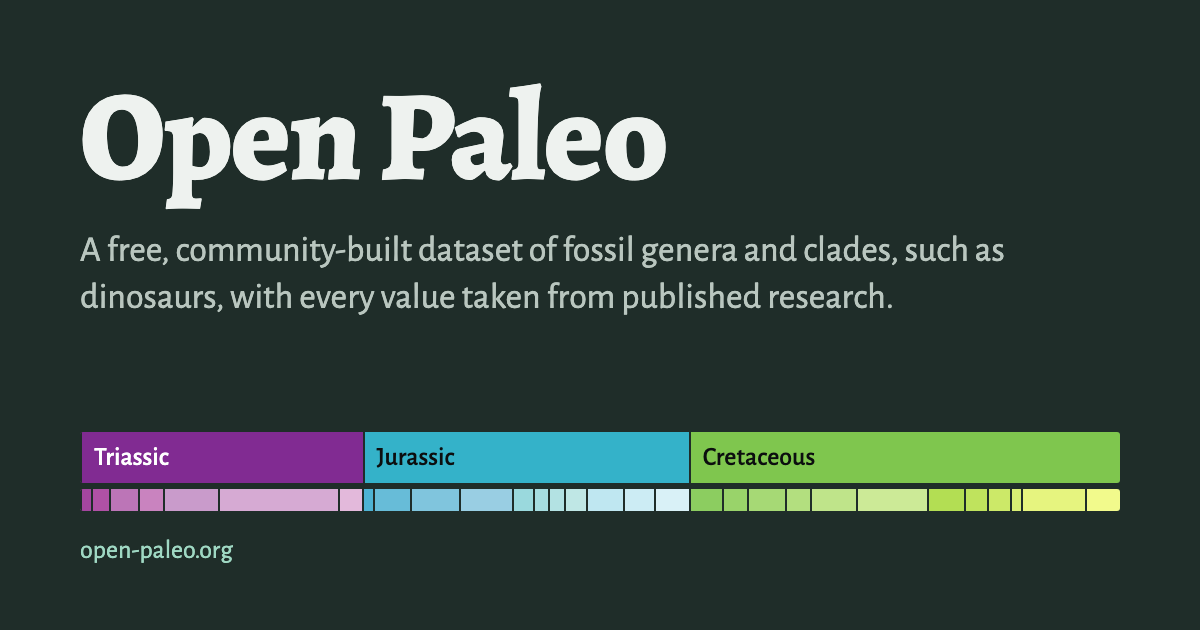 Open Paleo
A free, community-built dataset of fossil genera and clades, such as
dinosaurs, with every value taken from published research.
Triassic
Jurassic
Cretaceous
open-paleo.org